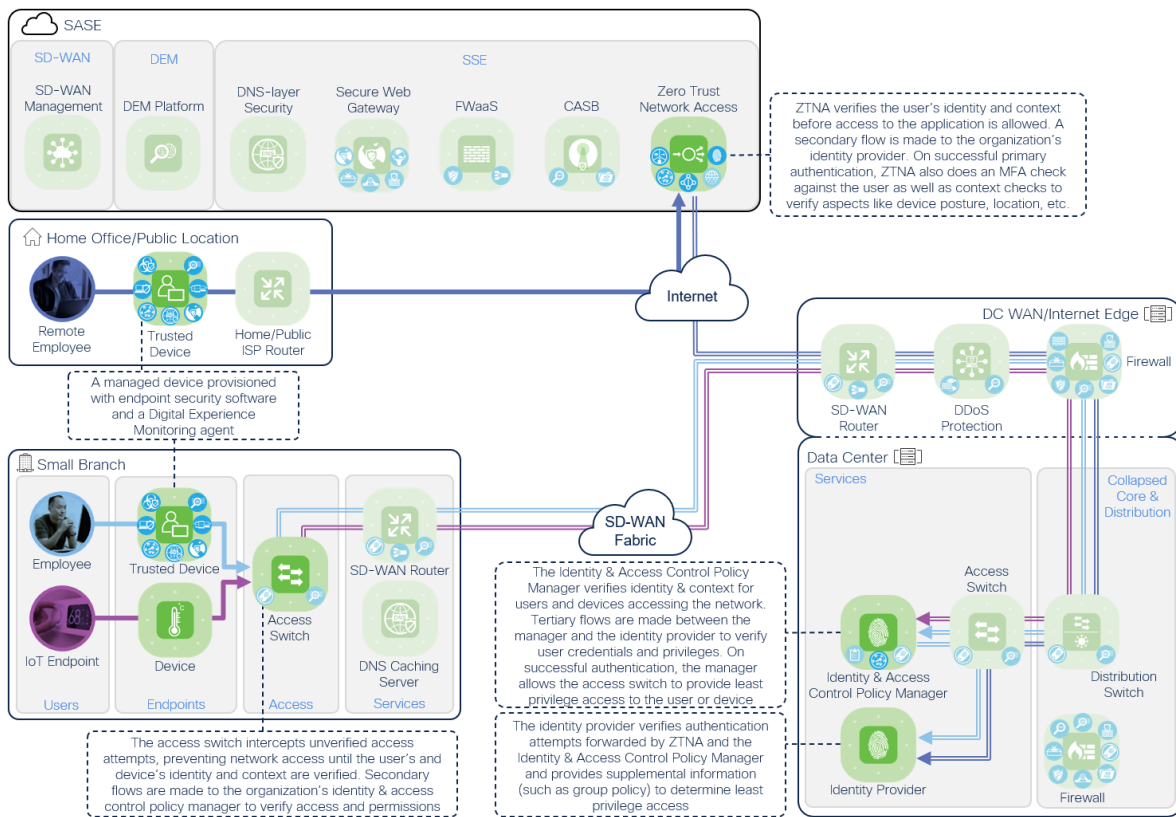 SASE
SD-WAN
DEM
SSE
SD-WAN
Management
DEM Platform
DNS-layer
Security
Secure Web
Gateway
FWaaS
CASB
Zero Trust
Network Access
ZTNA verifies the user's identity and context
before access to the application is allowed. A
secondary flow is made to the organization's
identity provider. On successful primary
authentication, ZTNA also does an MFA check
against the user as well as context checks to
verify aspects like device posture, location, etc.
Home Office/Public Location
Remote
Employee
Trusted
Device
Home/Public
ISP Router
Internet
A managed device provisioned
with endpoint security software
and a Digital Experience
Monitoring agent
DC WAN/Internet Edge
SD-WAN
Router
DDoS
Protection
Firewall
Small Branch
Employee
Trusted Device
IoT Endpoint
Device
Access
Switch
SD-WAN Router
DNS Caching
Server
Users
Endpoints
Access
Services
SD-WAN
Fabric
The access switch intercepts unverified access
attempts, preventing network access until the user's and
device's identity and context are verified. Secondary
flows are made to the organization's identity & access
control policy manager to verify access and permissions
The Identity & Access Control Policy
Manager verifies identity & context for
users and devices accessing the network.
Tertiary flows are made between the
manager and the identity provider to verify
user credentials and privileges. On
successful authentication, the manager
allows the access switch to provide least
privilege access to the user or device
The identity provider verifies authentication
attempts forwarded by ZTNA and the
Identity & Access Control Policy Manager
and provides supplemental information
(such as group policy) to determine least
privilege access
Data Center
Services
Collapsed
Core &
Distribution
Access
Switch
Identity & Access
Control Policy Manager
Distribution
Switch
Identity Provider
Firewall